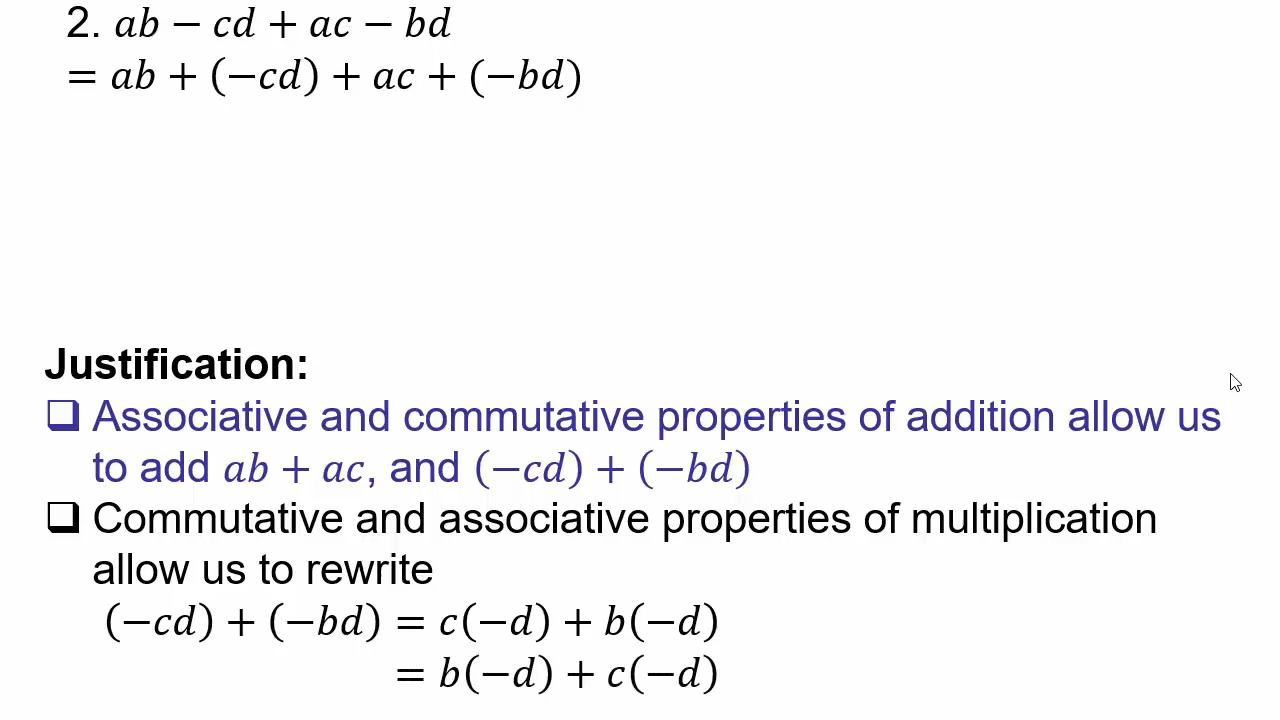 2. 𝑎𝑏 − 𝑐𝑑 + 𝑎𝑐 − 𝑏𝑑
= 𝑎𝑏 + (−𝑐𝑑) + 𝑎𝑐 + (−𝑏𝑑)
Justification:
❑ Associative and commutative properties of addition allow us
to add 𝑎𝑏 + 𝑎𝑐, and (−𝑐𝑑) + (−𝑏𝑑)
❑ Commutative and associative properties of multiplication
allow us to rewrite
(−𝑐𝑑) + (−𝑏𝑑) = 𝑐(−𝑑) + 𝑏(−𝑑)
= 𝑏(−𝑑) + 𝑐(−𝑑)